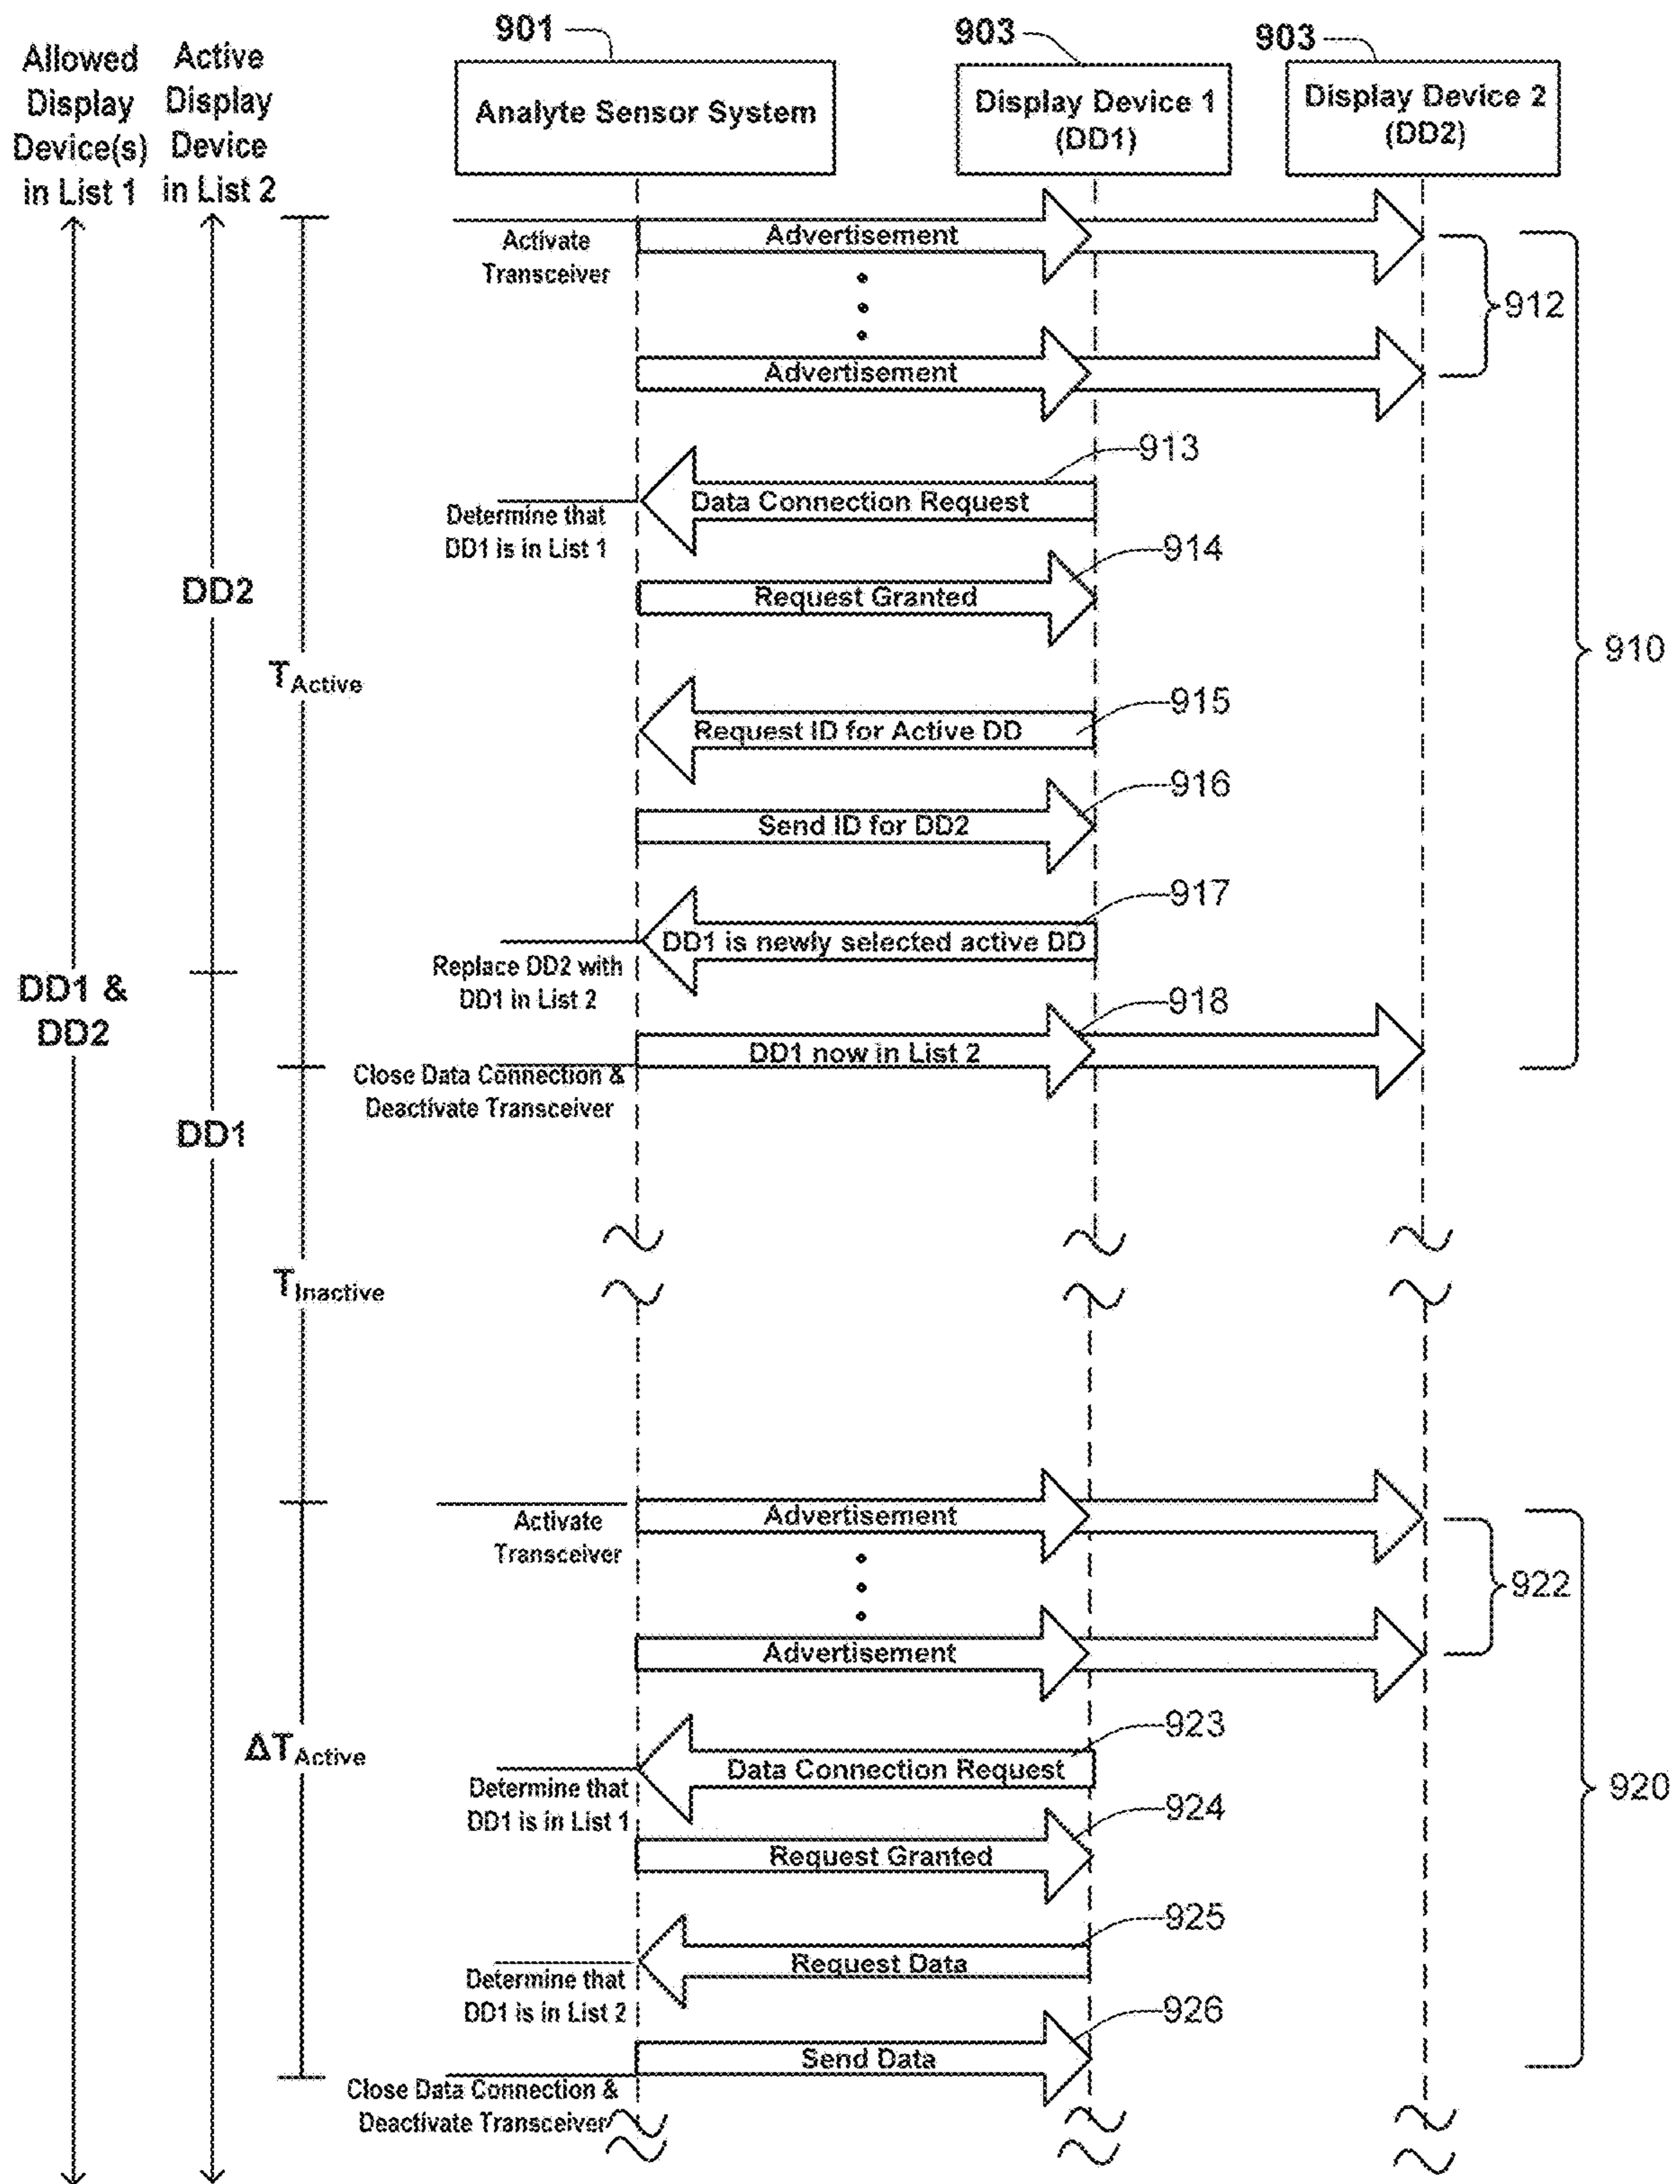 901
903
903
Allowed
Display
Device(s)
in List 1
Active
Display
Device
in List 2
Analyte Sensor System
Display Device 1
(DD1)
Display Device 2
(DD2)
Activate
Transceiver
Advertisement
912
Advertisement
913
Data Connection Request
Determine that
DD1 is in List 1
914
Request Granted
DD2
910
TActive
915
Request ID for Active DD
916
Send ID for DD2
917
DD1 is newly selected active DD
Replace DD2 with
DD1 in List 2
DD1 &
DD2
918
DD1 now in List 2
Close Data Connection &
Deactivate Transceiver
DD1
TInactive
Activate
Transceiver
Advertisement
922
Advertisement
923
Data Connection Request
ΔTActive
Determine that
DD1 is in List 1
920
924
Request Granted
925
Request Data
Determine that
DD1 is in List 2
926
Send Data
Close Data Connection &
Deactivate Transceiver